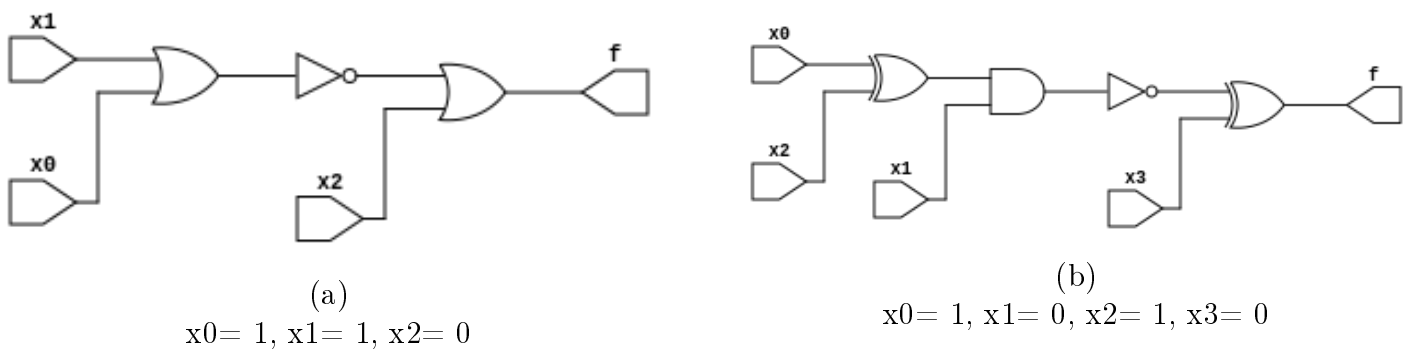 x1
f
x0
x2
(a)
x0= 1, x1= 1, x2= 0
x0
f
x2
x1
x3
(b)
x0= 1, x1= 0, x2= 1, x3= 0